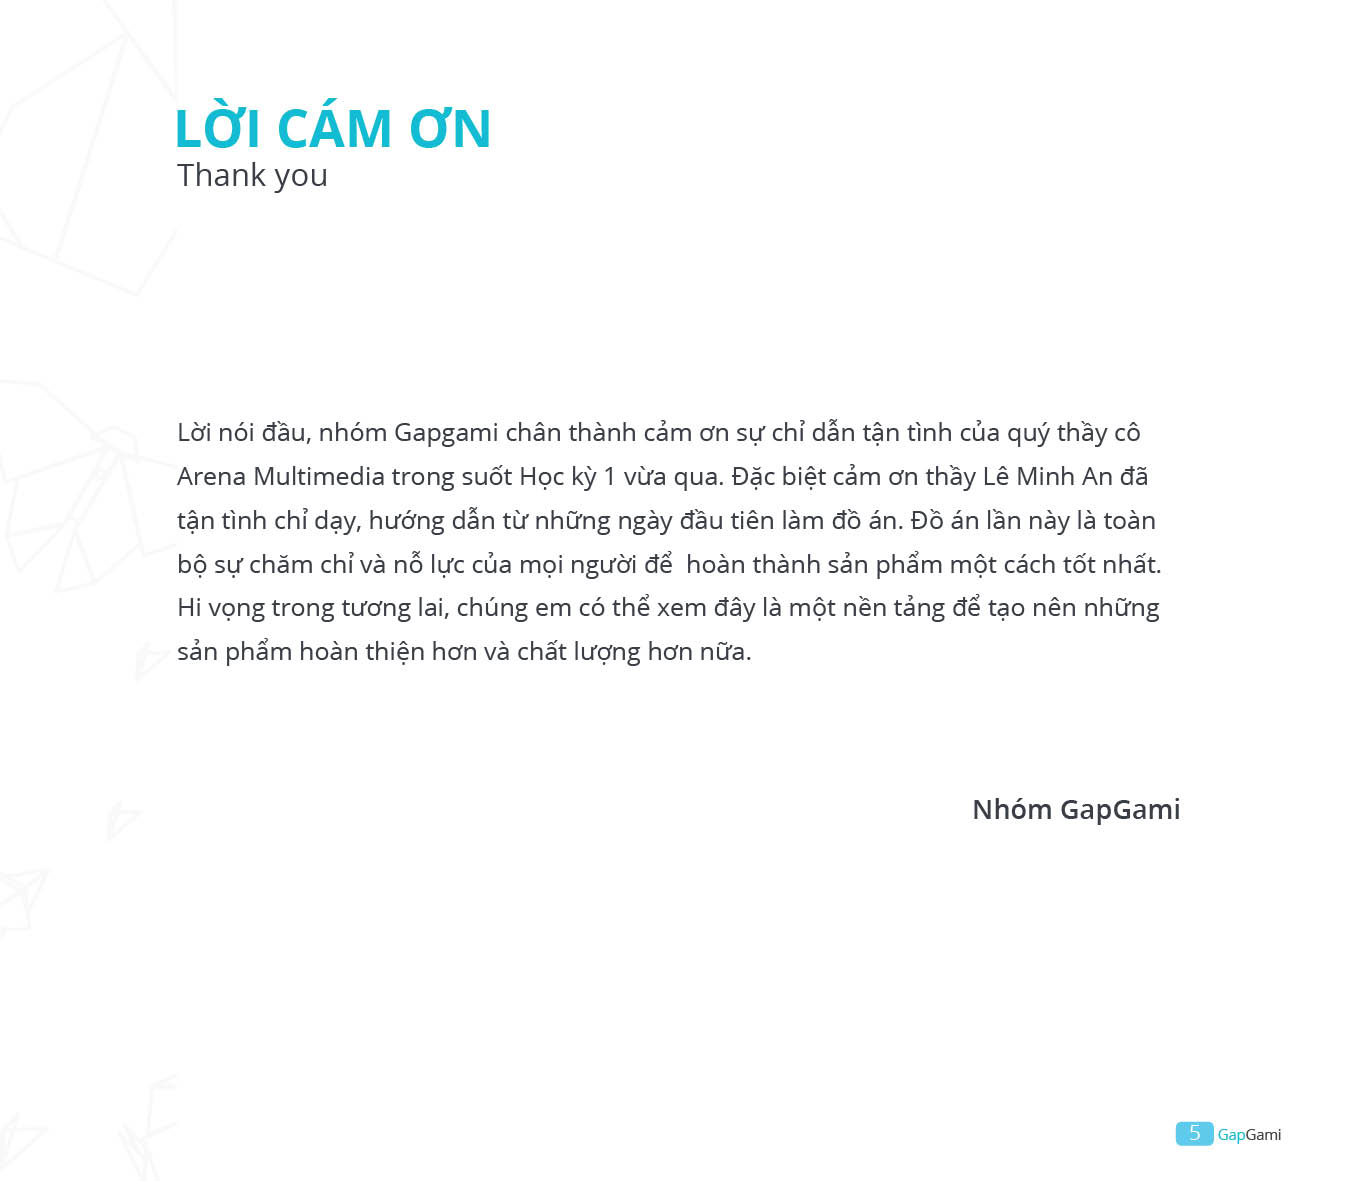 LỜI CÁM ƠN
Thank you
Lời nói đầu, nhóm Gapgami chân thành cảm ơn sự chỉ dẫn tận tình của quý thầy cô
Arena Multimedia trong suốt Học kỳ 1 vừa qua. Đặc biệt cảm ơn thầy Lê Minh An đã
tận tình chỉ dạy, hướng dẫn từ những ngày đầu tiên làm đồ án. Đồ án lần này là toàn
bộ sự chăm chỉ và nỗ lực của mọi người để  hoàn thành sản phẩm một cách tốt nhất.
Hi vọng trong tương lai, chúng em có thể xem đây là một nền tảng để tạo nên những
sản phẩm hoàn thiện hơn và chất lượng hơn nữa.
Nhóm GapGami
5 GapGami